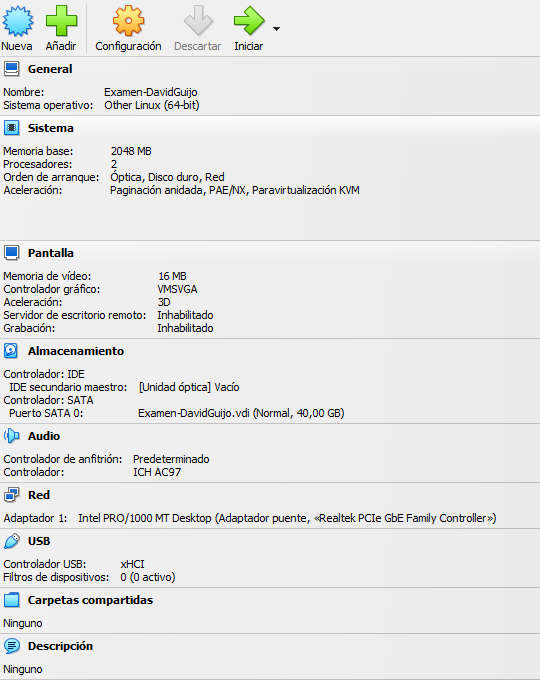 Nueva Añadir Configuración Descartar Iniciar
General
Nombre: Examen-DavidGuijo
Sistema operativo: Other Linux (64-bit)
Sistema
Memoria base: 2048 MB
Procesadores: 2
Orden de arranque: Óptica, Disco duro, Red
Aceleración: Paginación anidada, PAE/NX, Paravirtualización KVM
Pantalla
Memoria de vídeo: 16 MB
Controlador gráfico: VMSVGA
Aceleración: 3D
Servidor de escritorio remoto: Inhabilitado
Grabación: Inhabilitado
Almacenamiento
Controlador: IDE
IDE secundario maestro: [Unidad óptica] Vacío
Controlador: SATA
Puerto SATA 0: Examen-DavidGuijo.vdi (Normal, 40,00 GB)
Audio
Controlador de anfitrión: Predeterminado
Controlador: ICH AC97
Red
Adaptador 1: Intel PRO/1000 MT Desktop (Adaptador puente, «Realtek PCIe GbE Family Controller»)
USB
Controlador USB: xHCI
Filtros de dispositivos: 0 (0 activo)
Carpetas compartidas
Ninguno
Descripción
Ninguno